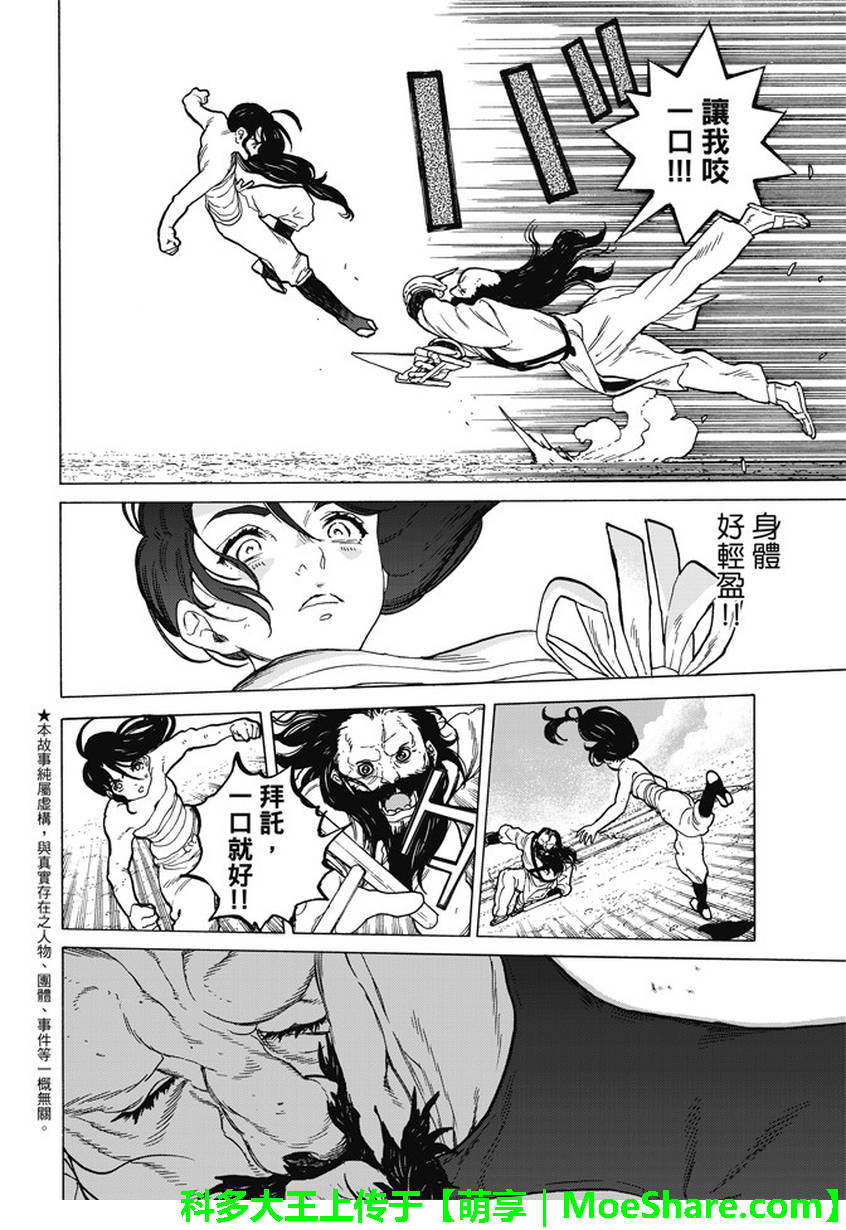 讓我咬
一口!!!
身體
好輕盈!!
拜託，
一口就好!!
★本故事純屬虛構，與真實存在之人物、團體、事件等一概無關。
科多大王上传于【萌享｜MoeShare.com】